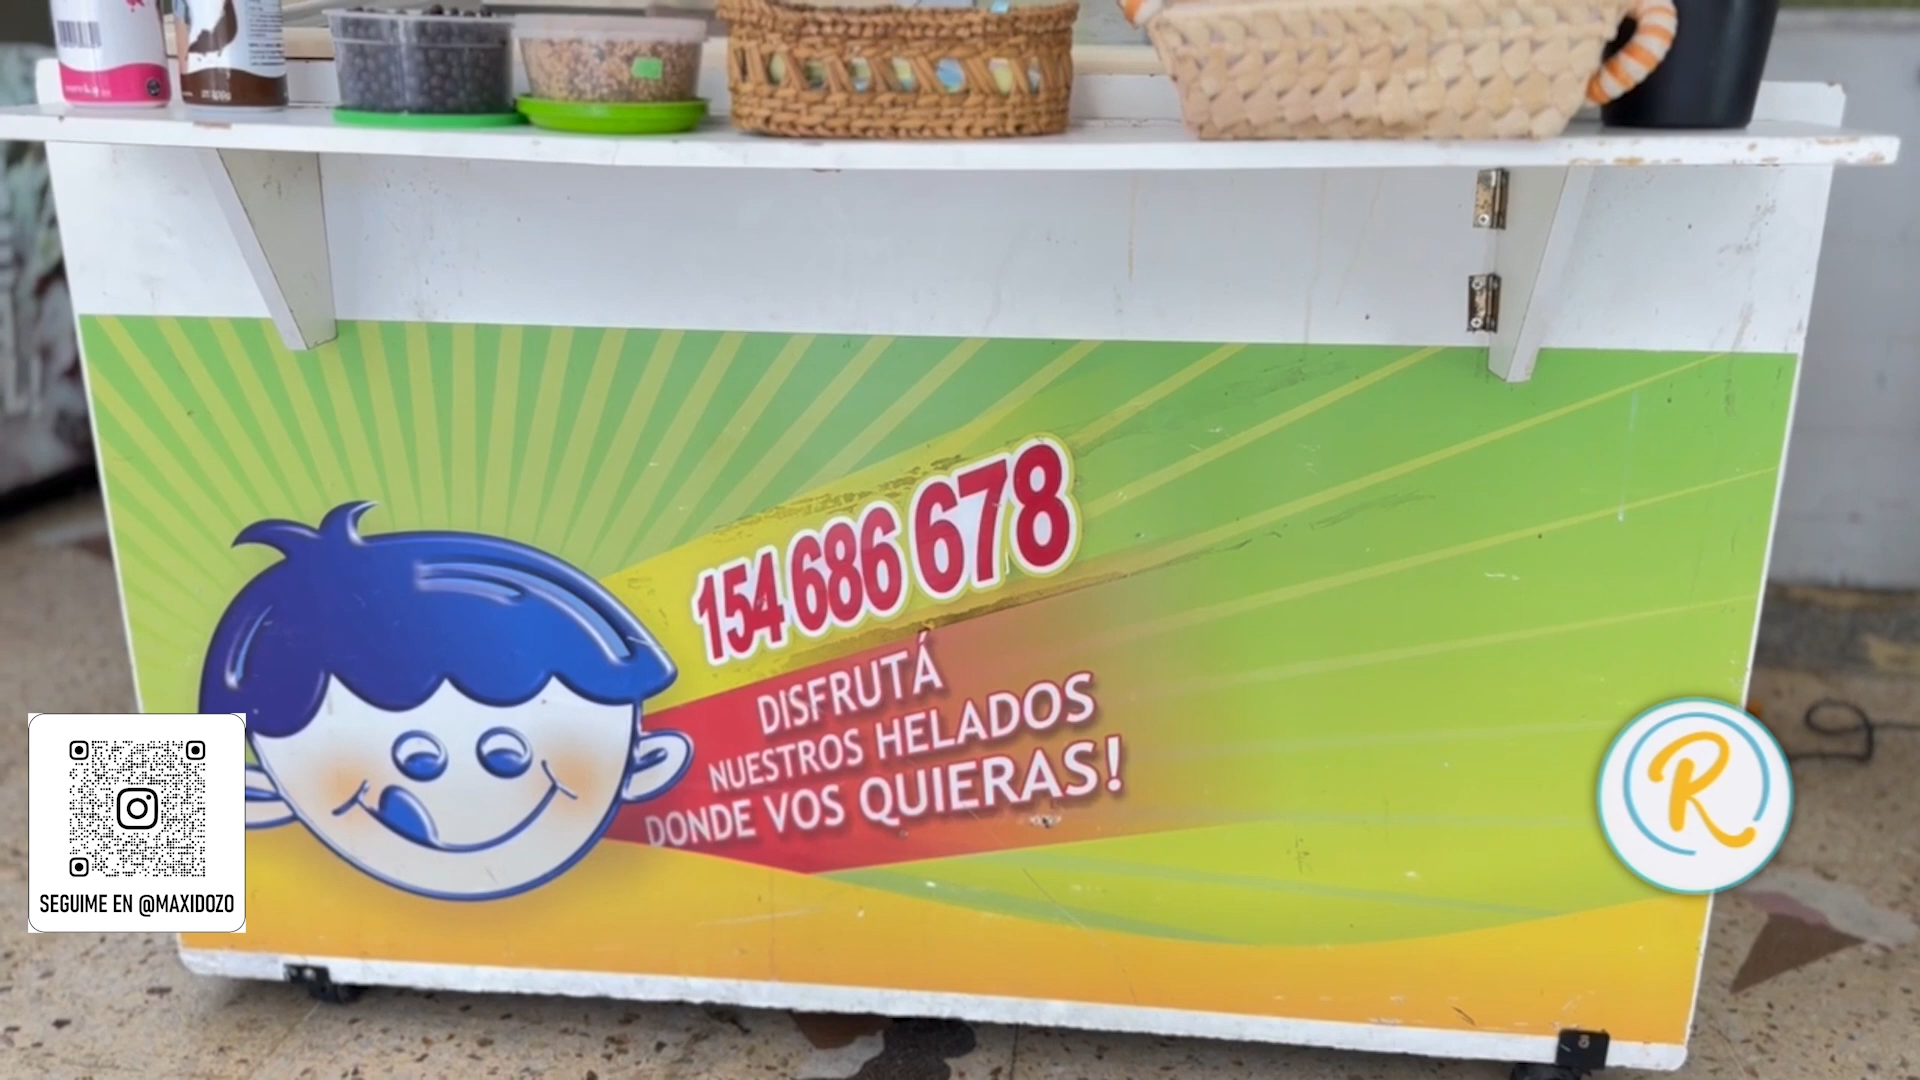 154 686 678
DISFRUTÁ
NUESTROS HELADOS
DONDE VOS QUIERAS!
SEGUIME EN @MAXIDOZO
R